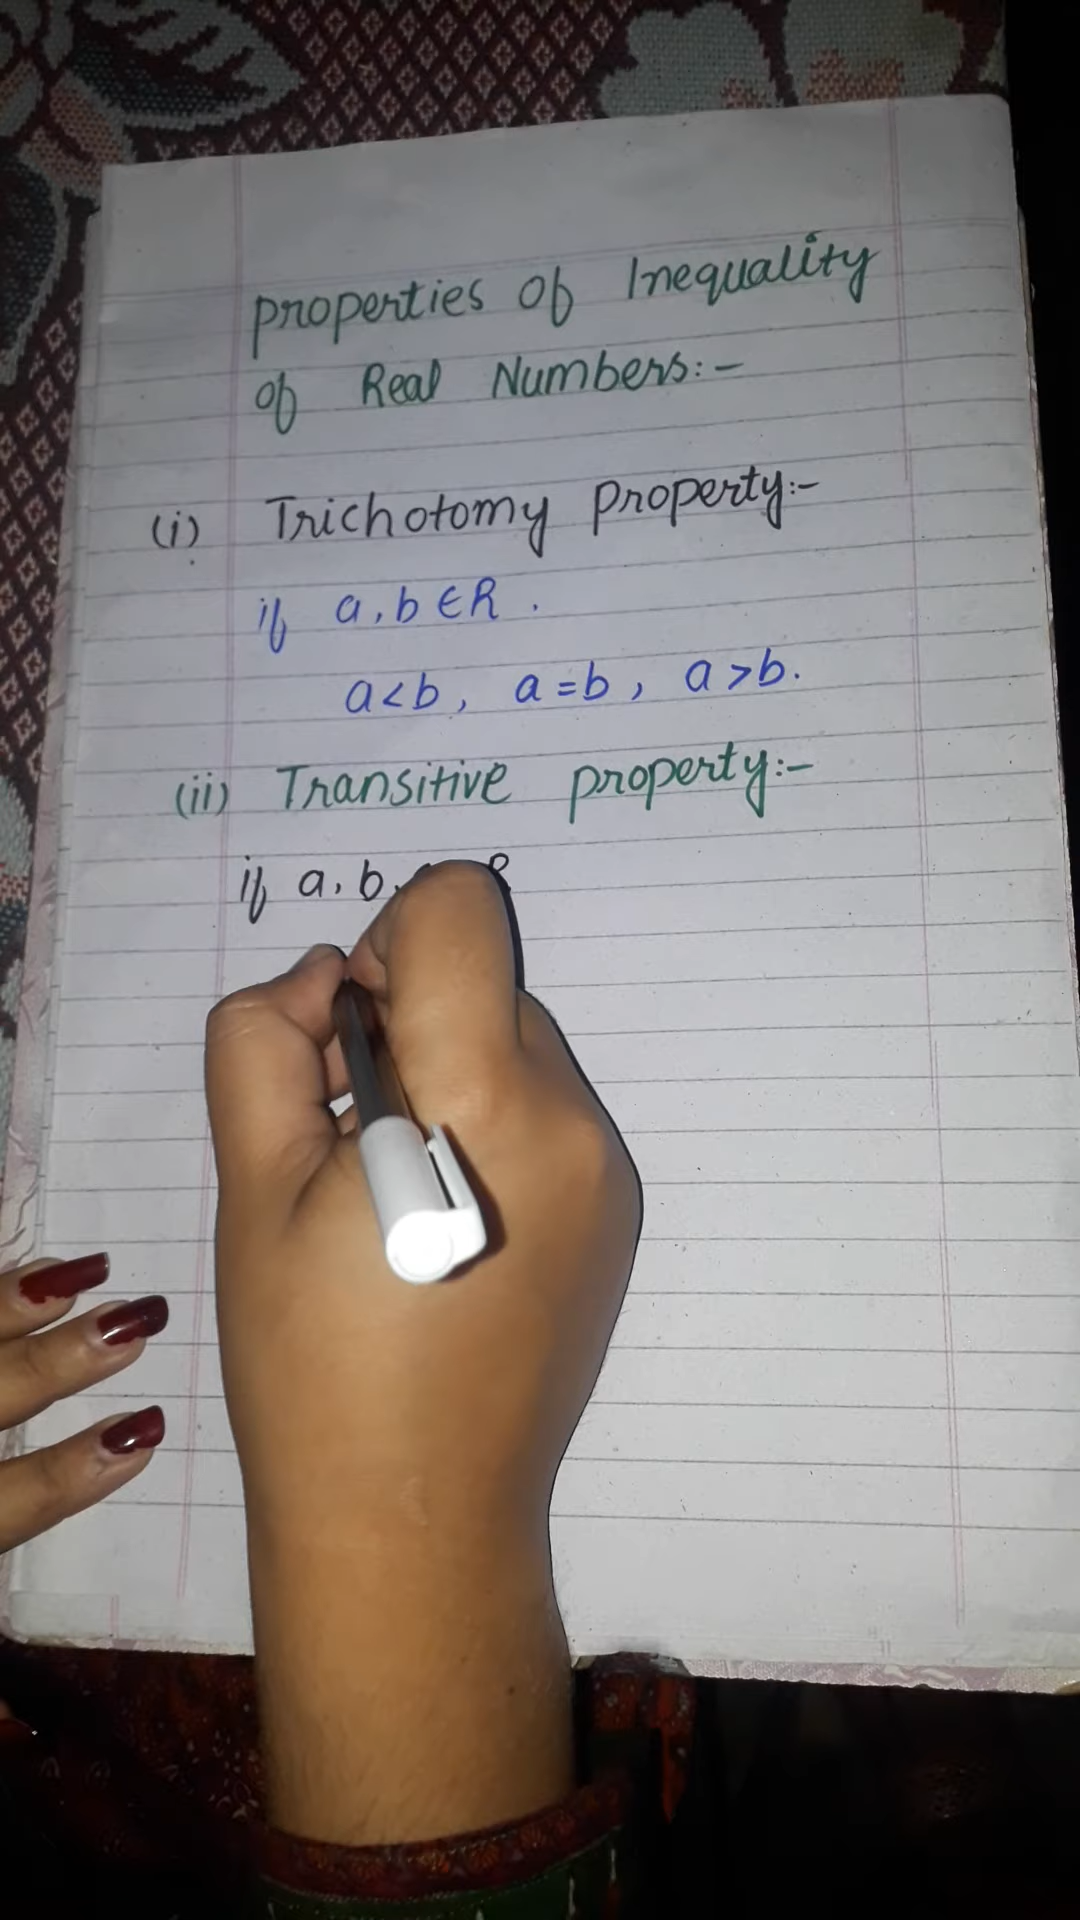 Properties of Inequality
of Real Numbers:-
(i) Trichotomy Property:-
if a, b ∈ R .
a<b, a=b, a>b.
(ii) Transitive property:-
if a, b,